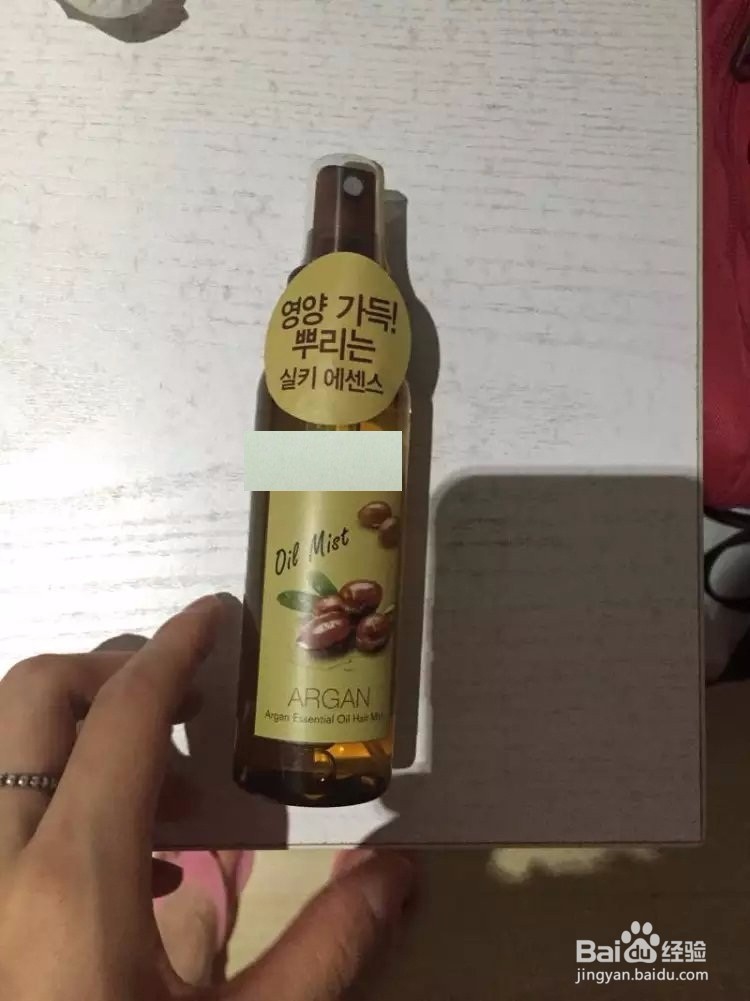 영양 가득!
뿌리는
실키 에센스
Oil Mist
ARGAN
Argan Essential Oil Hair Mist
Bai du 经验
jingyan.baidu.com